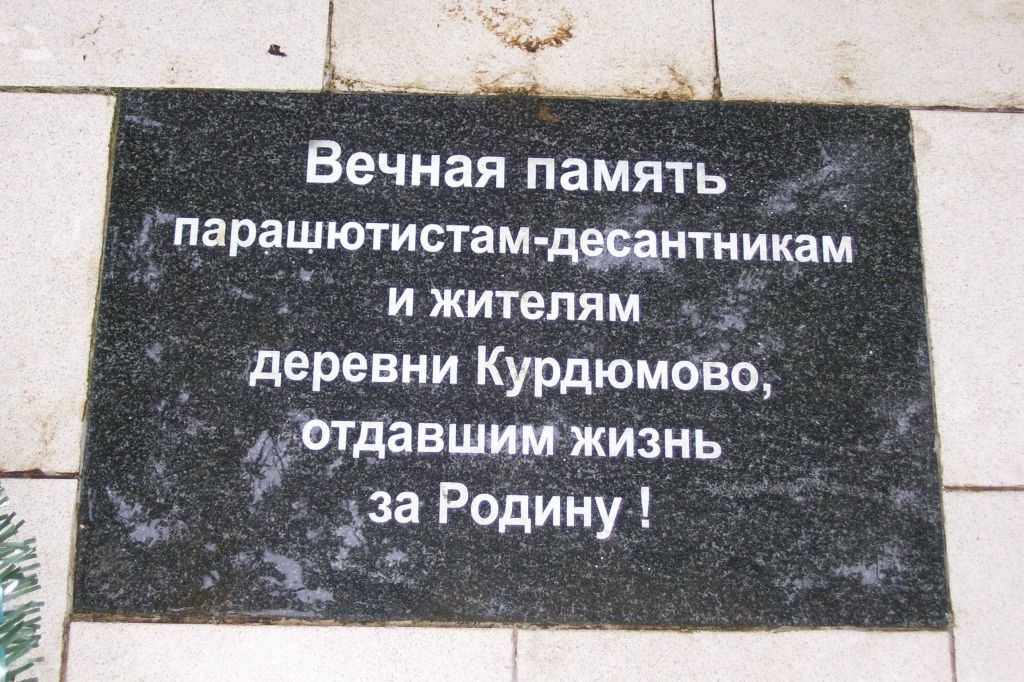 Вечная память
парашютистам-десантникам
и жителям
деревни Курдюмово,
отдавшим жизнь
за Родину !